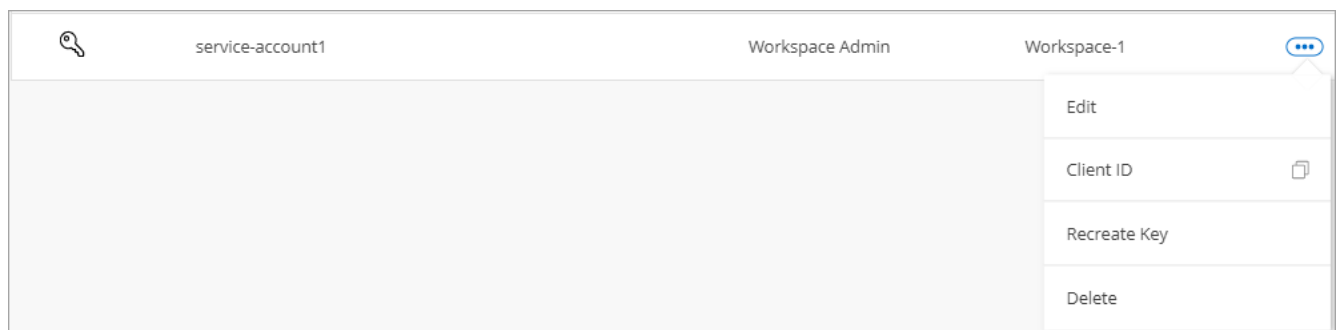 service-account1 Workspace Admin Workspace-1
Edit
Client ID
Recreate Key
Delete